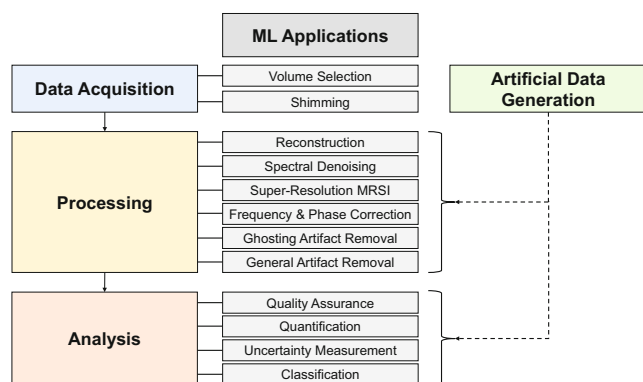 ML Applications
Data Acquisition
Volume Selection
Shimming
Artificial Data
Generation
Processing
Reconstruction
Spectral Denoising
Super-Resolution MRSI
Frequency & Phase Correction
Ghosting Artifact Removal
General Artifact Removal
Analysis
Quality Assurance
Quantification
Uncertainty Measurement
Classification